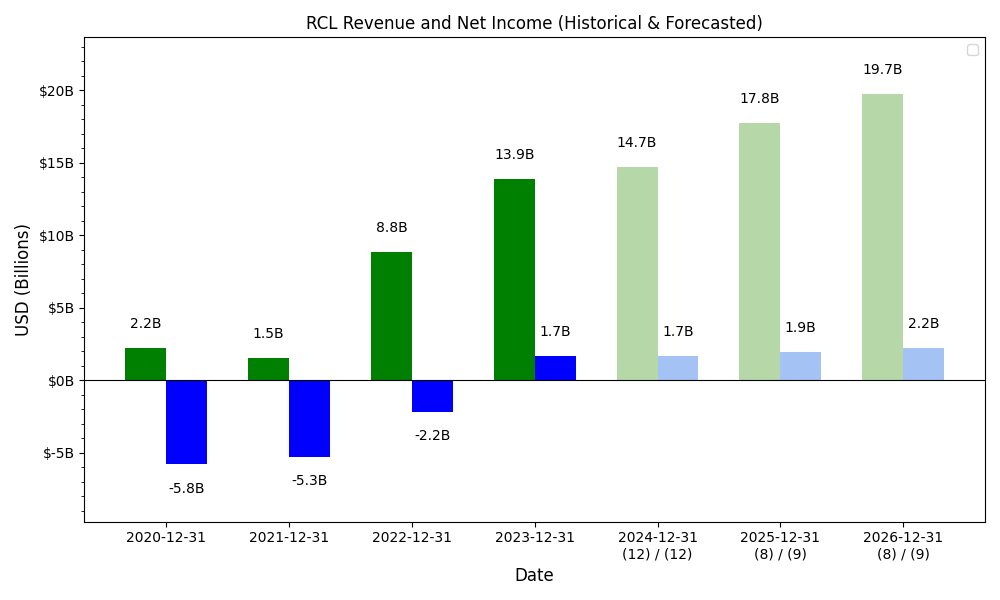 RCL Revenue and Net Income (Historical & Forecasted)
USD (Billions)
$20B
$15B
$10B
$5B
$0B
$-5B
2.2B
-5.8B
1.5B
-5.3B
8.8B
-2.2B
13.9B
1.7B
14.7B
1.7B
17.8B
1.9B
19.7B
2.2B
2020-12-31
2021-12-31
2022-12-31
2023-12-31
2024-12-31
(12) / (12)
2025-12-31
(8) / (9)
2026-12-31
(8) / (9)
Date